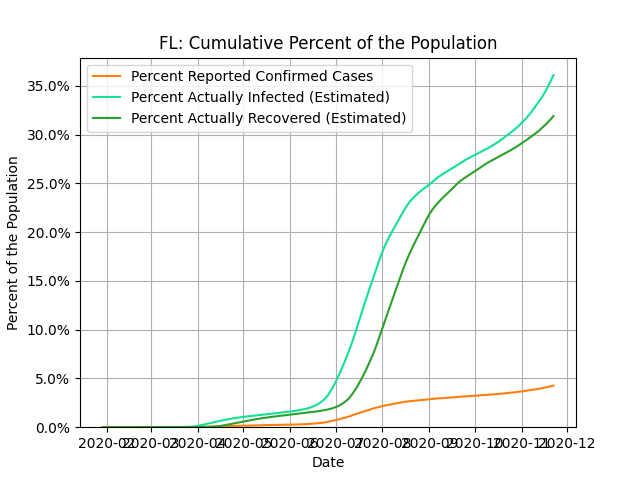 FL: Cumulative Percent of the Population
Percent Reported Confirmed Cases
Percent Actually Infected (Estimated)
Percent Actually Recovered (Estimated)
Percent of the Population
35.0%
30.0%
25.0%
20.0%
15.0%
10.0%
5.0%
0.0%
2020-02 2020-03 2020-04 2020-05 2020-06 2020-07 2020-08 2020-09 2020-10 2020-11 2020-12
Date